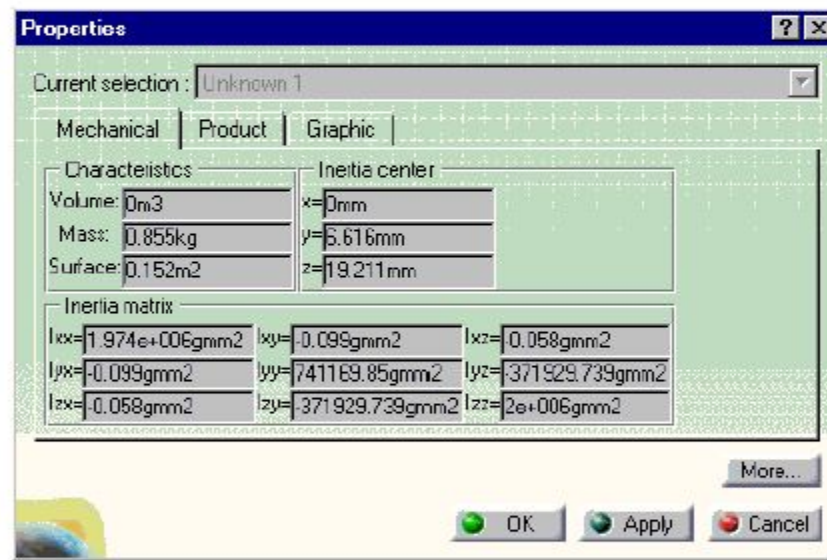 Properties
Current selection : Unknown 1
Mechanical Product Graphic
Characteristics Inertia center
Volume: 0m3 x=0mm
Mass: 0.855kg y=6.616mm
Surface: 0.152m2 z=19.211mm
Inertia matrix
Ixx=1.974e+006gmm2 Ixy=-0.099gmm2 Ixz=-0.058gmm2
Iyx=-0.099gmm2 Iyy=741169.85gmm2 Iyz=-371929.739gmm2
Izx=-0.058gmm2 Izy=-371929.739gmm2 Izz=2e+006gmm2
More...
OK Apply Cancel